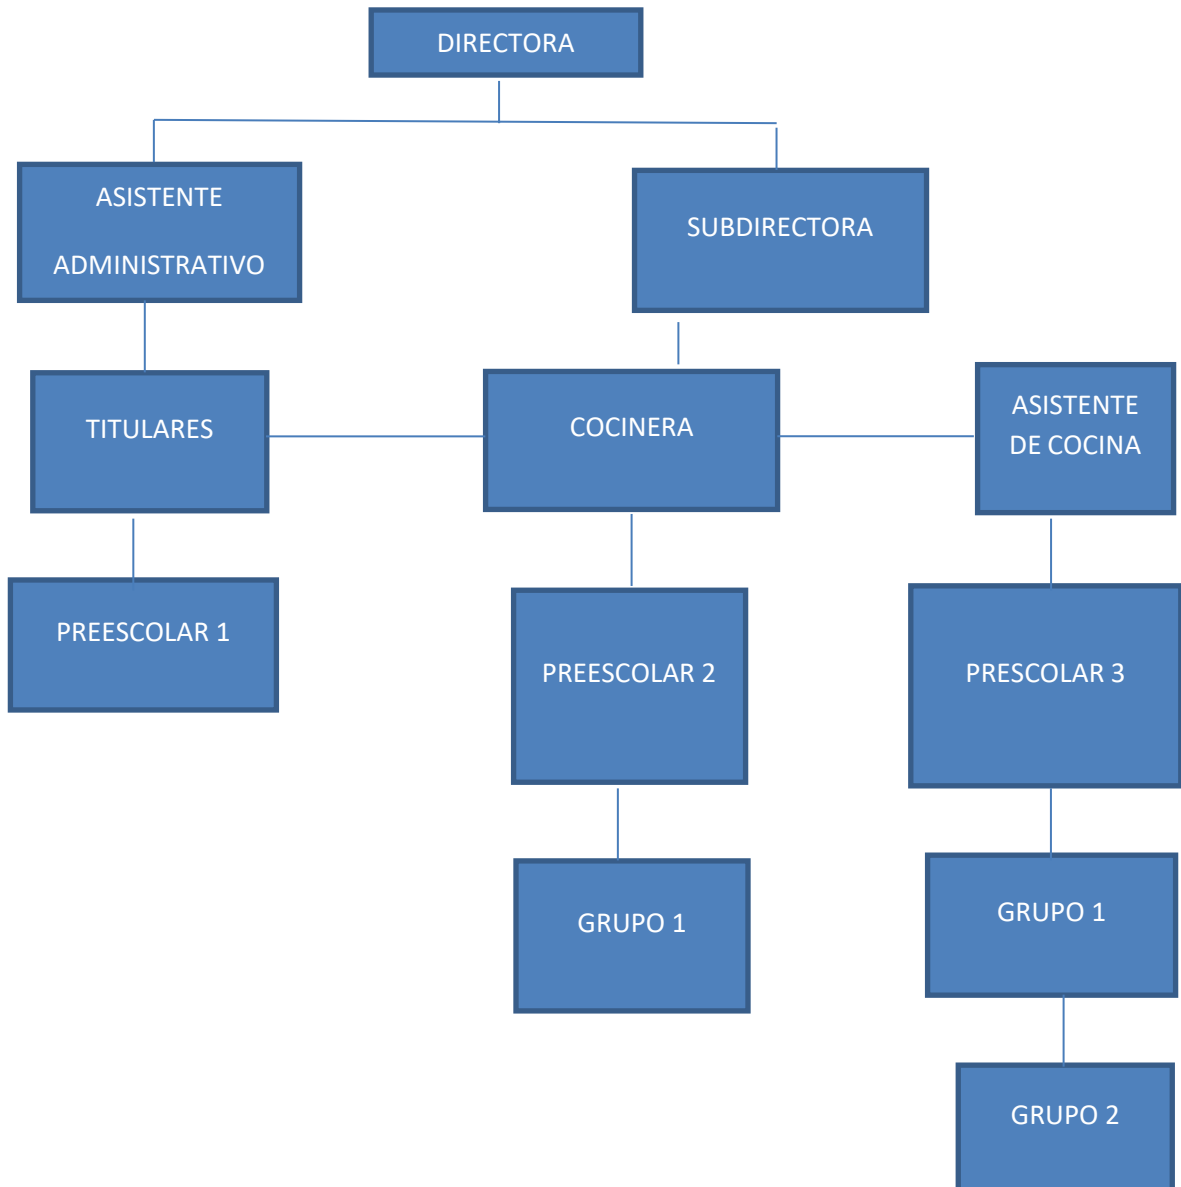 DIRECTORA
ASISTENTE
ADMINISTRATIVO
SUBDIRECTORA
TITULARES
COCINERA
ASISTENTE
DE COCINA
PREESCOLAR 1
PREESCOLAR 2
PRESCOLAR 3
GRUPO 1
GRUPO 1
GRUPO 2